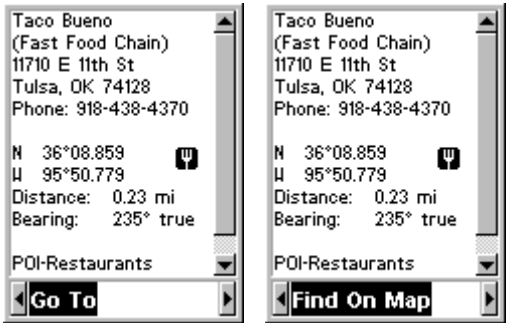 Taco Bueno
(Fast Food Chain)
11710 E 11th St
Tulsa, OK 74128
Phone: 918-438-4370
N 36°08.859
W 95°50.779
Distance: 0.23 mi
Bearing: 235° true
POI-Restaurants
Go To
Taco Bueno
(Fast Food Chain)
11710 E 11th St
Tulsa, OK 74128
Phone: 918-438-4370
N 36°08.859
W 95°50.779
Distance: 0.23 mi
Bearing: 235° true
POI-Restaurants
Find On Map